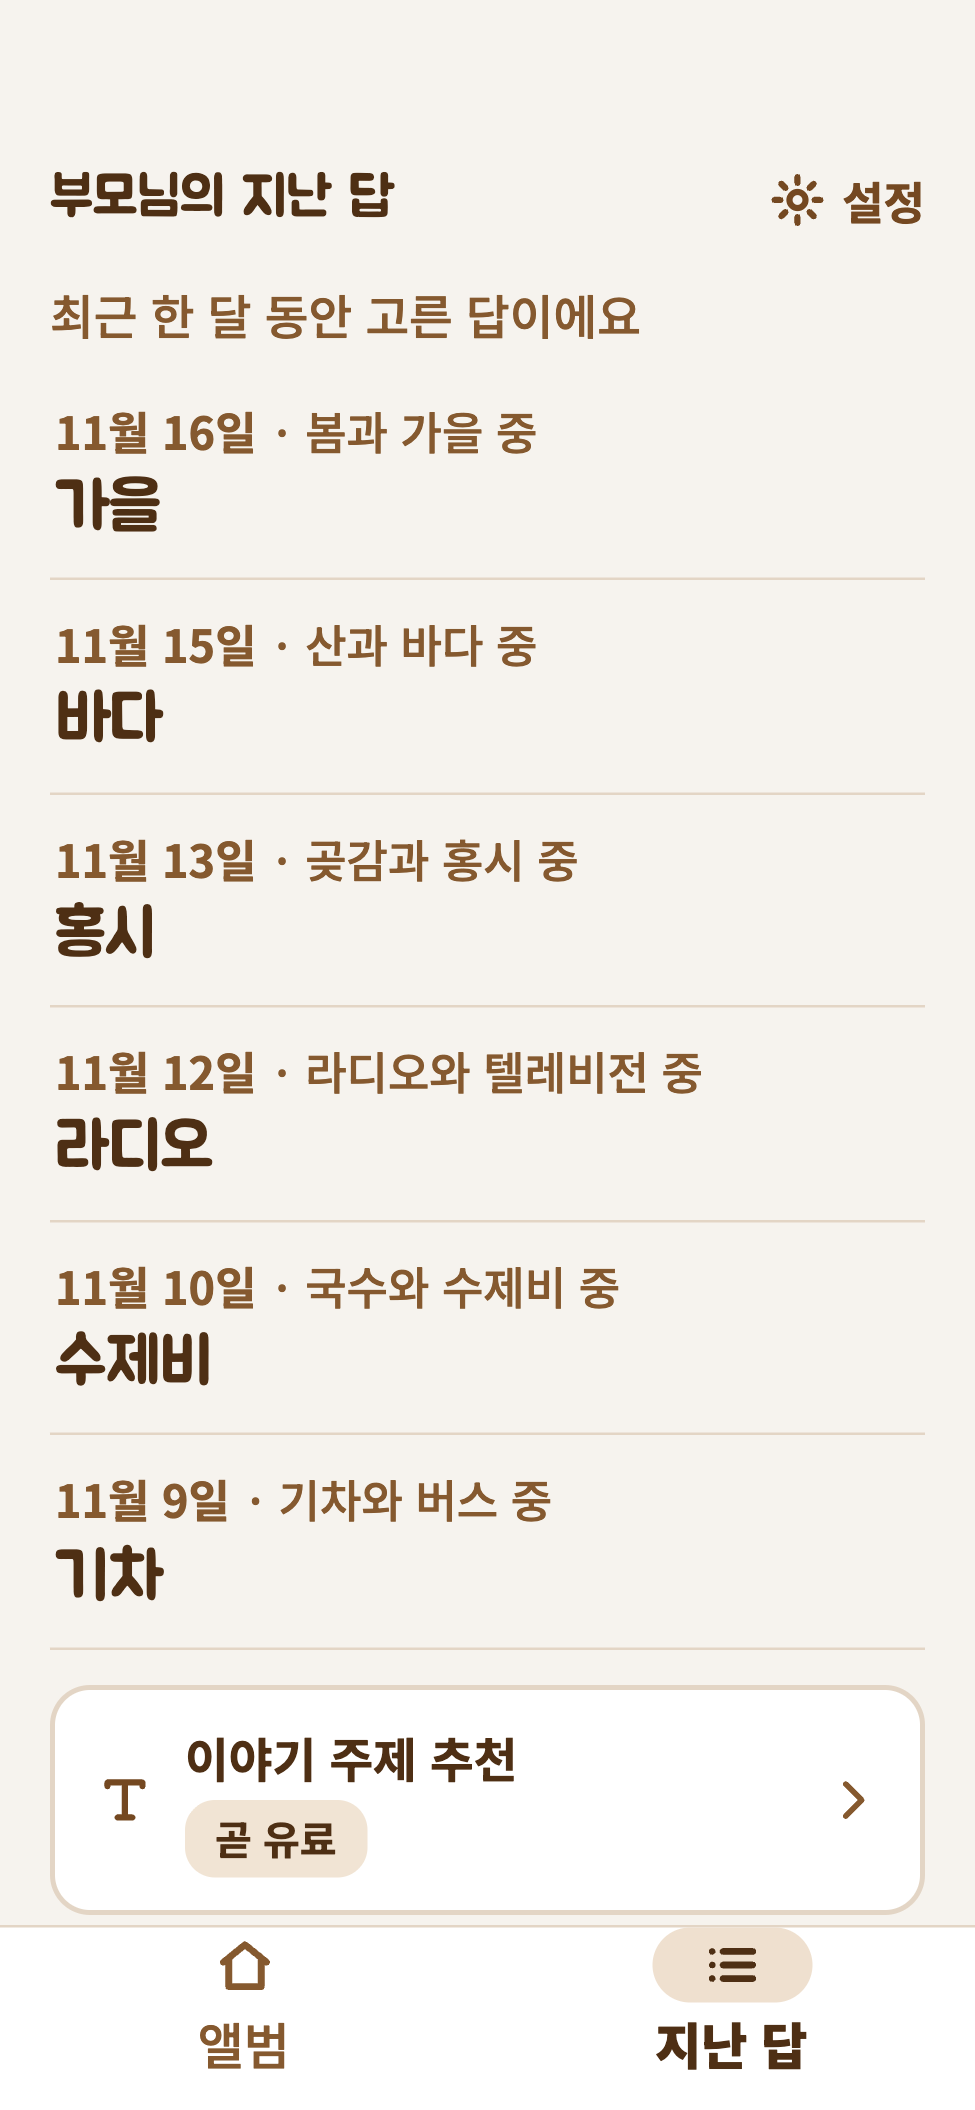 부모님의 지난 답
설정
최근 한 달 동안 고른 답이에요
11월 16일 · 봄과 가을 중
가을
11월 15일 · 산과 바다 중
바다
11월 13일 · 곶감과 홍시 중
홍시
11월 12일 · 라디오와 텔레비전 중
라디오
11월 10일 · 국수와 수제비 중
수제비
11월 9일 · 기차와 버스 중
기차
이야기 주제 추천
곧 유료
앨범
지난 답